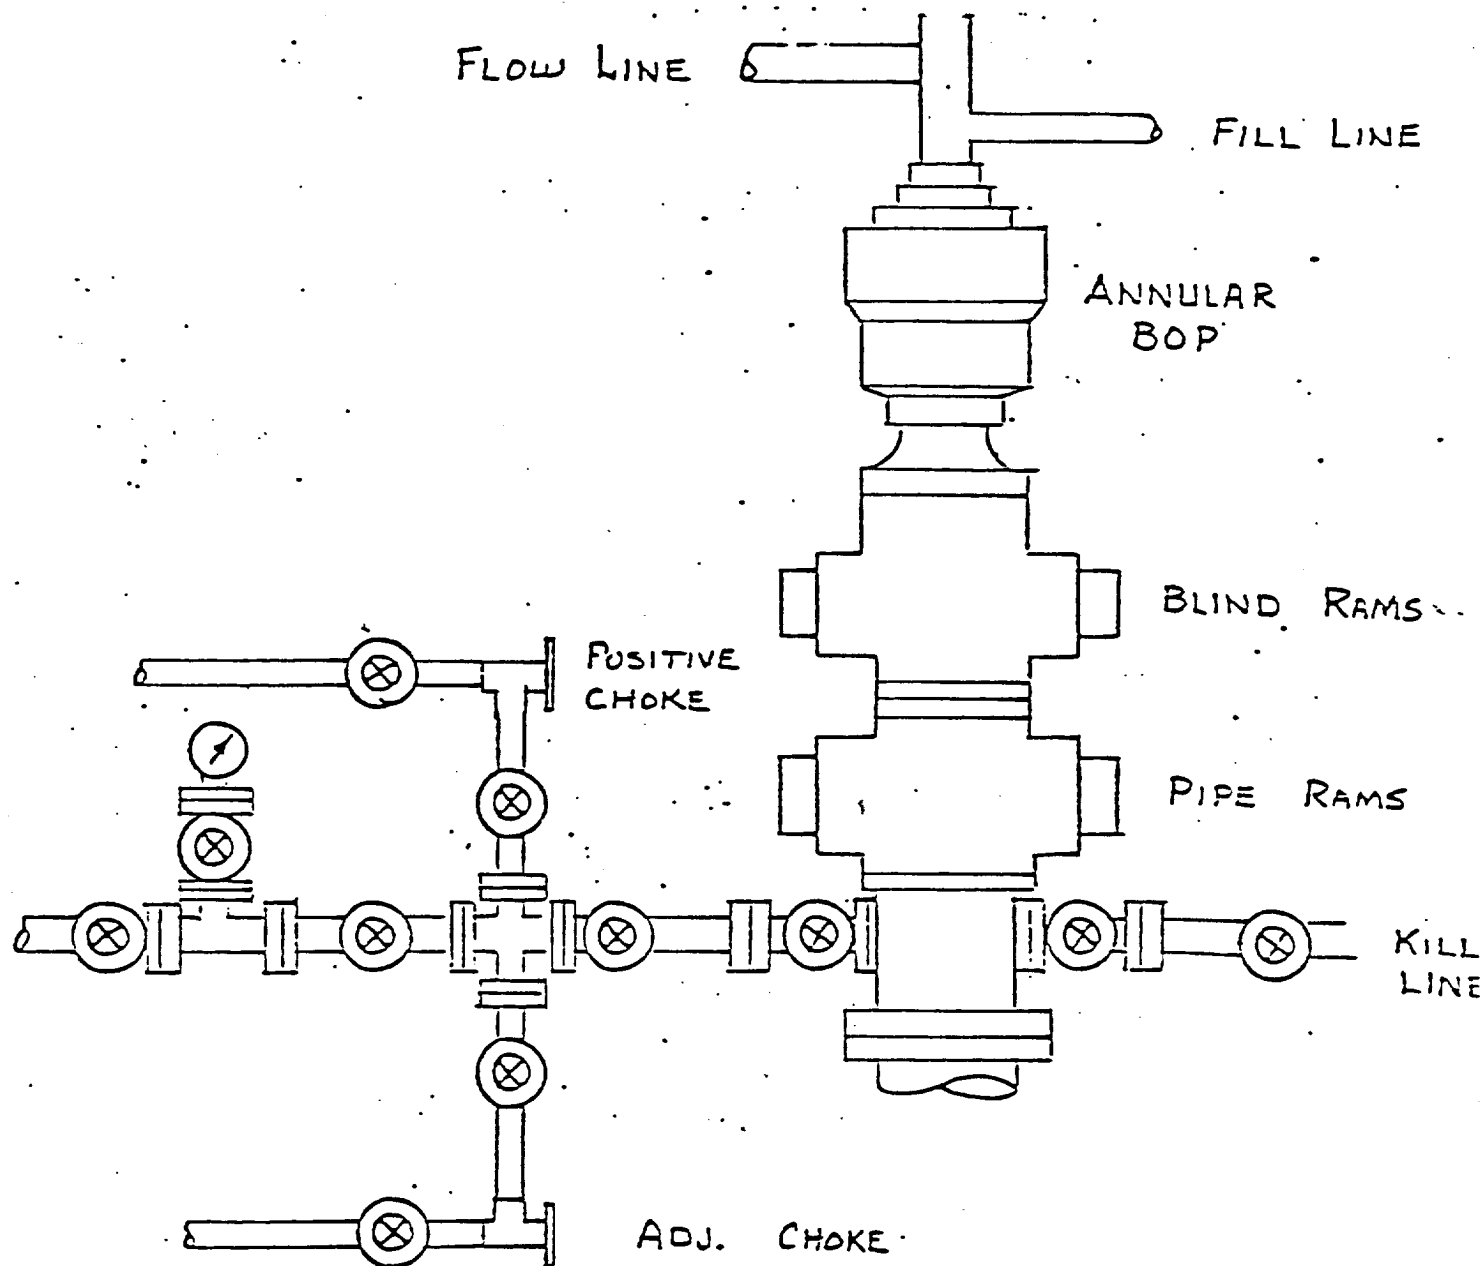 FLOW LINE
FILL LINE
ANNULAR
BOP
BLIND RAMS
POSITIVE
CHOKE
PIPE RAMS
KILL
LINE
ADJ. CHOKE